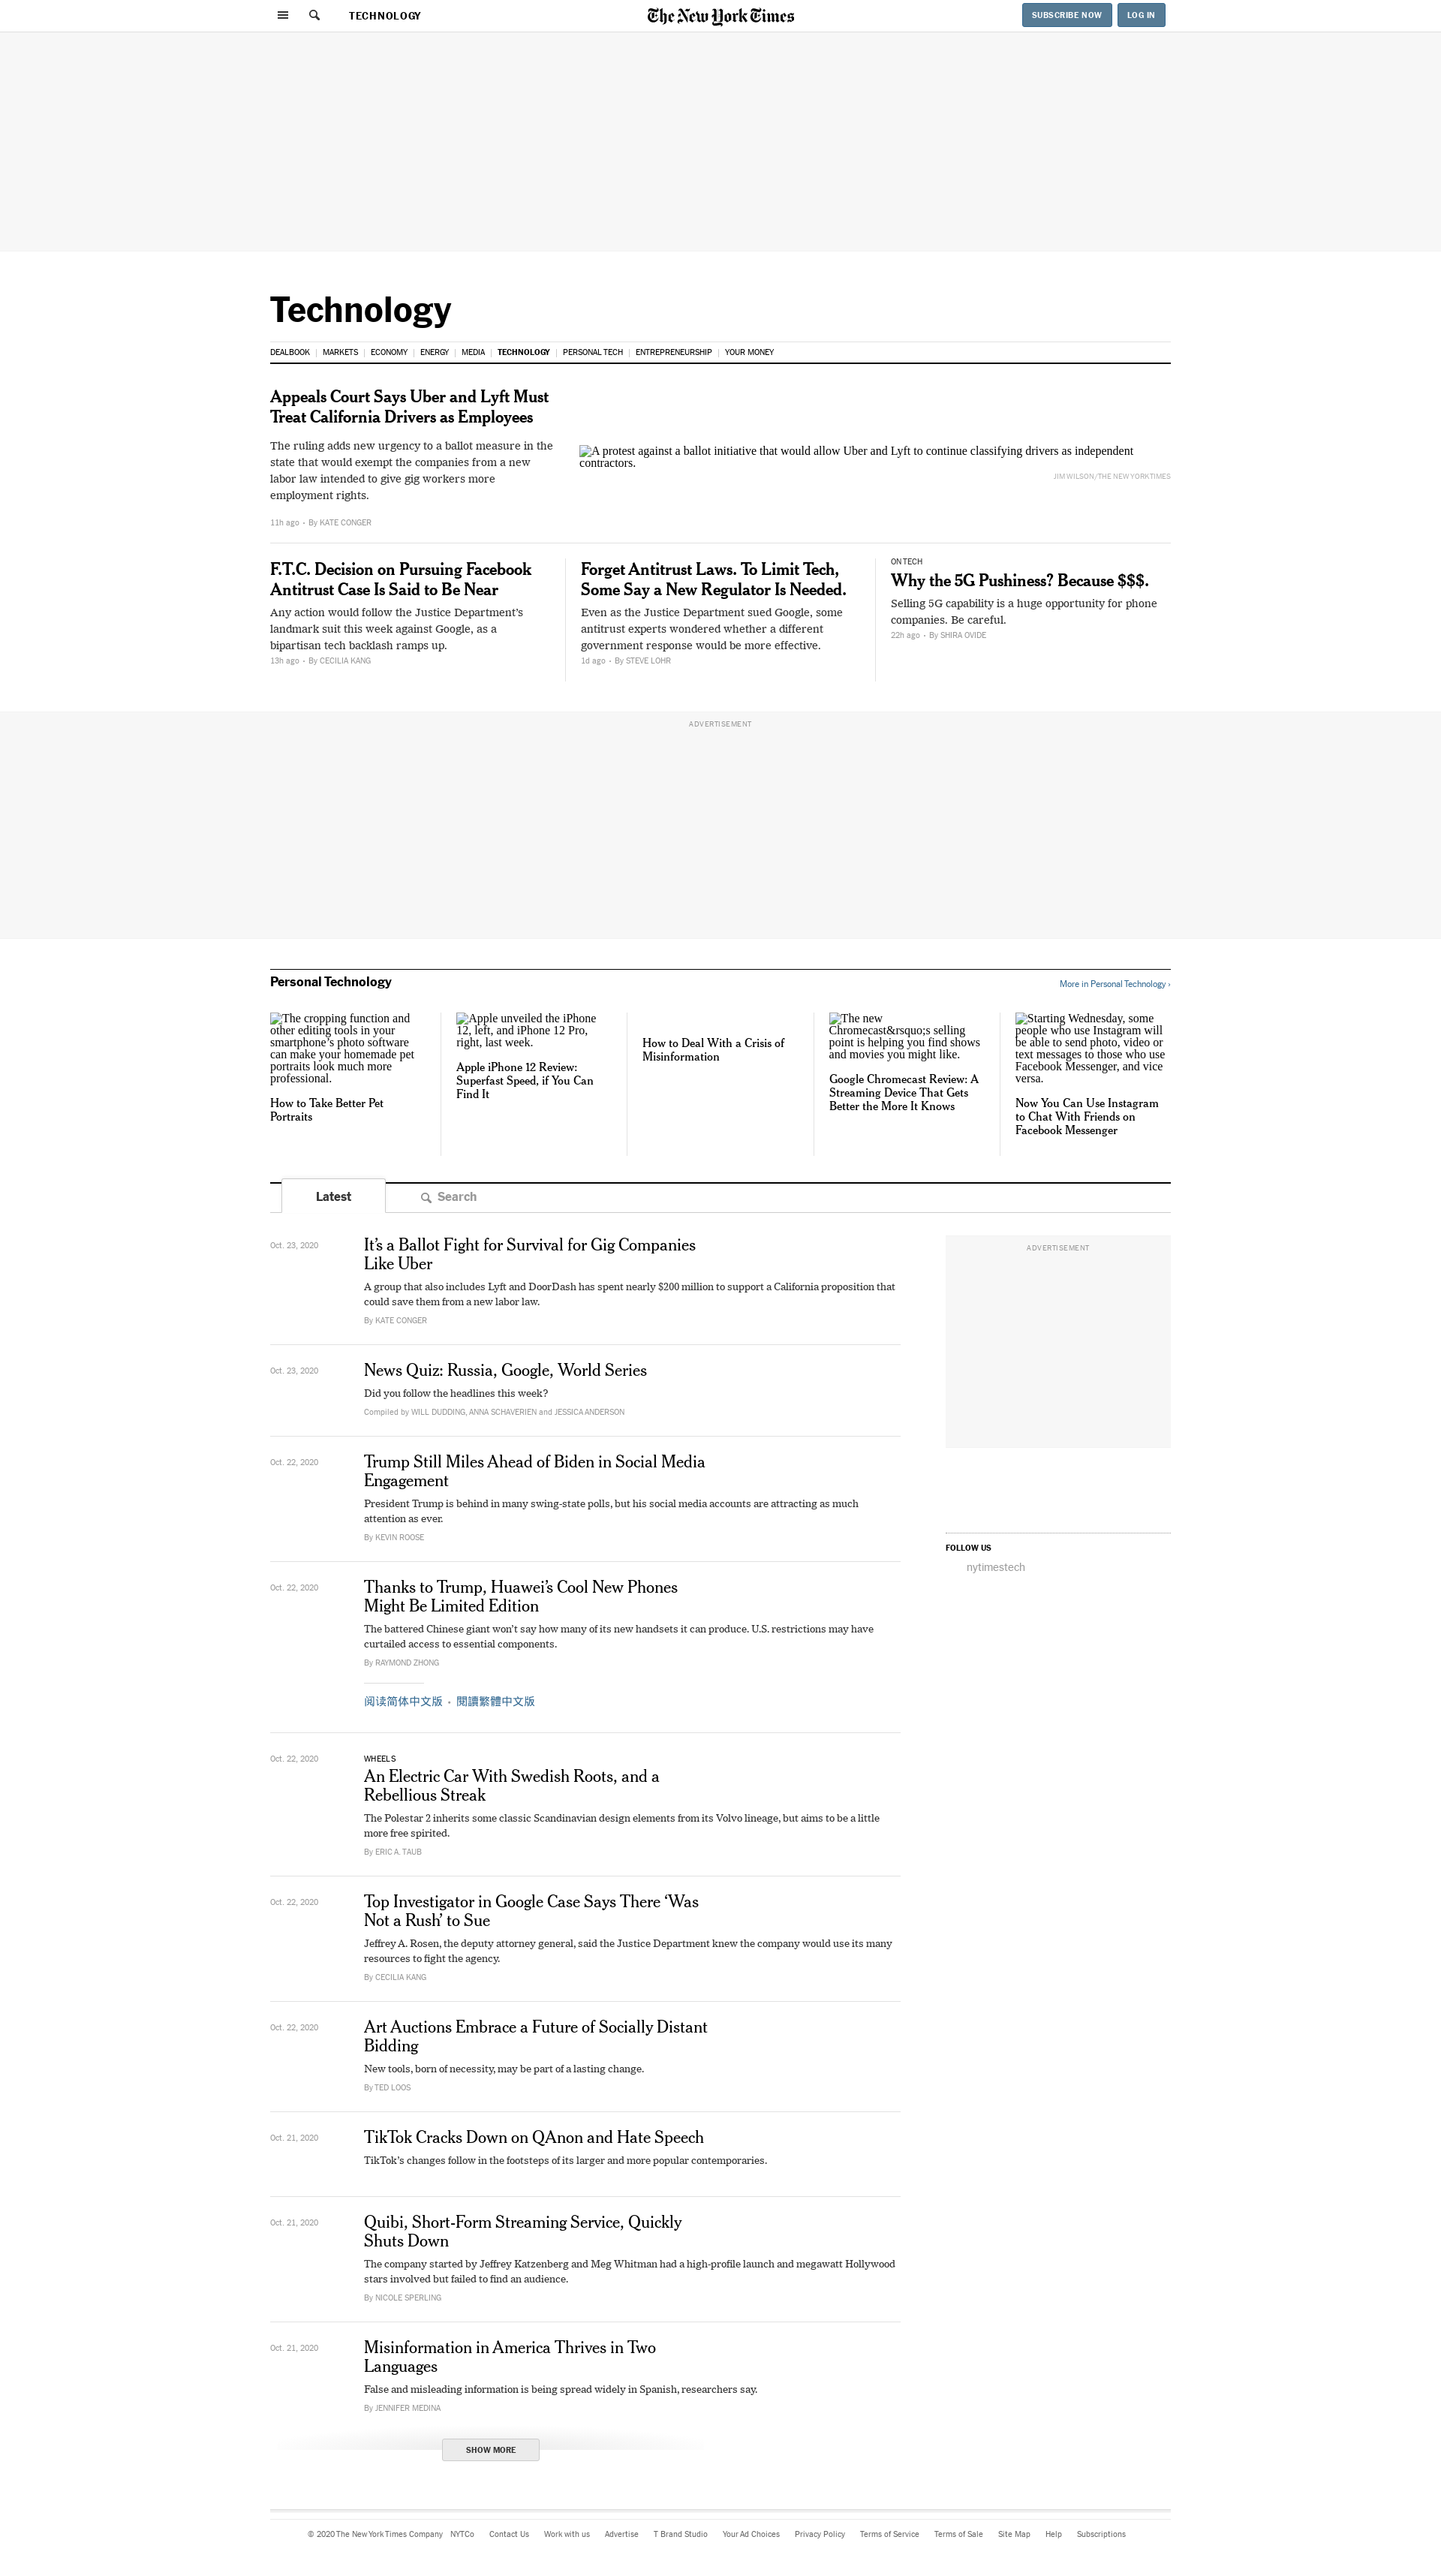 TECHNOLOGY
The New York Times
SUBSCRIBE NOW
LOG IN
Technology
DEALBOOK
MARKETS
ECONOMY
ENERGY
MEDIA
TECHNOLOGY
PERSONAL TECH
ENTREPRENEURSHIP
YOUR MONEY
Appeals Court Says Uber and Lyft Must
Treat California Drivers as Employees
The ruling adds new urgency to a ballot measure in the
state that would exempt the companies from a new
labor law intended to give gig workers more
employment rights.
11h ago • By KATE CONGER
A protest against a ballot initiative that would allow Uber and Lyft to continue classifying drivers as independent
contractors.
JIM WILSON/THE NEW YORK TIMES
F.T.C. Decision on Pursuing Facebook
Antitrust Case Is Said to Be Near
Any action would follow the Justice Department’s
landmark suit this week against Google, as a
bipartisan tech backlash ramps up.
13h ago • By CECILIA KANG
Forget Antitrust Laws. To Limit Tech,
Some Say a New Regulator Is Needed.
Even as the Justice Department sued Google, some
antitrust experts wondered whether a different
government response would be more effective.
1d ago • By STEVE LOHR
ON TECH
Why the 5G Pushiness? Because $$$.
Selling 5G capability is a huge opportunity for phone
companies. Be careful.
22h ago • By SHIRA OVIDE
ADVERTISEMENT
Personal Technology
More in Personal Technology ›
The cropping function and
other editing tools in your
smartphone’s photo software
can make your homemade pet
portraits look much more
professional.
How to Take Better Pet
Portraits
Apple unveiled the iPhone
12, left, and iPhone 12 Pro,
right, last week.
Apple iPhone 12 Review:
Superfast Speed, if You Can
Find It
How to Deal With a Crisis of
Misinformation
The new
Chromecast&rsquo;s selling
point is helping you find shows
and movies you might like.
Google Chromecast Review: A
Streaming Device That Gets
Better the More It Knows
Starting Wednesday, some
people who use Instagram will
be able to send photo, video or
text messages to those who use
Facebook Messenger, and vice
versa.
Now You Can Use Instagram
to Chat With Friends on
Facebook Messenger
Latest
Search
Oct. 23, 2020
It’s a Ballot Fight for Survival for Gig Companies
Like Uber
A group that also includes Lyft and DoorDash has spent nearly $200 million to support a California proposition that
could save them from a new labor law.
By KATE CONGER
Oct. 23, 2020
News Quiz: Russia, Google, World Series
Did you follow the headlines this week?
Compiled by WILL DUDDING, ANNA SCHAVERIEN and JESSICA ANDERSON
Oct. 22, 2020
Trump Still Miles Ahead of Biden in Social Media
Engagement
President Trump is behind in many swing-state polls, but his social media accounts are attracting as much
attention as ever.
By KEVIN ROOSE
Oct. 22, 2020
Thanks to Trump, Huawei’s Cool New Phones
Might Be Limited Edition
The battered Chinese giant won’t say how many of its new handsets it can produce. U.S. restrictions may have
curtailed access to essential components.
By RAYMOND ZHONG
阅读简体中文版 • 閱讀繁體中文版
Oct. 22, 2020
WHEELS
An Electric Car With Swedish Roots, and a
Rebellious Streak
The Polestar 2 inherits some classic Scandinavian design elements from its Volvo lineage, but aims to be a little
more free spirited.
By ERIC A. TAUB
Oct. 22, 2020
Top Investigator in Google Case Says There ‘Was
Not a Rush’ to Sue
Jeffrey A. Rosen, the deputy attorney general, said the Justice Department knew the company would use its many
resources to fight the agency.
By CECILIA KANG
Oct. 22, 2020
Art Auctions Embrace a Future of Socially Distant
Bidding
New tools, born of necessity, may be part of a lasting change.
By TED LOOS
Oct. 21, 2020
TikTok Cracks Down on QAnon and Hate Speech
TikTok’s changes follow in the footsteps of its larger and more popular contemporaries.
Oct. 21, 2020
Quibi, Short-Form Streaming Service, Quickly
Shuts Down
The company started by Jeffrey Katzenberg and Meg Whitman had a high-profile launch and megawatt Hollywood
stars involved but failed to find an audience.
By NICOLE SPERLING
Oct. 21, 2020
Misinformation in America Thrives in Two
Languages
False and misleading information is being spread widely in Spanish, researchers say.
By JENNIFER MEDINA
SHOW MORE
ADVERTISEMENT
FOLLOW US
nytimestech
© 2020 The New York Times Company
NYTCo
Contact Us
Work with us
Advertise
T Brand Studio
Your Ad Choices
Privacy Policy
Terms of Service
Terms of Sale
Site Map
Help
Subscriptions